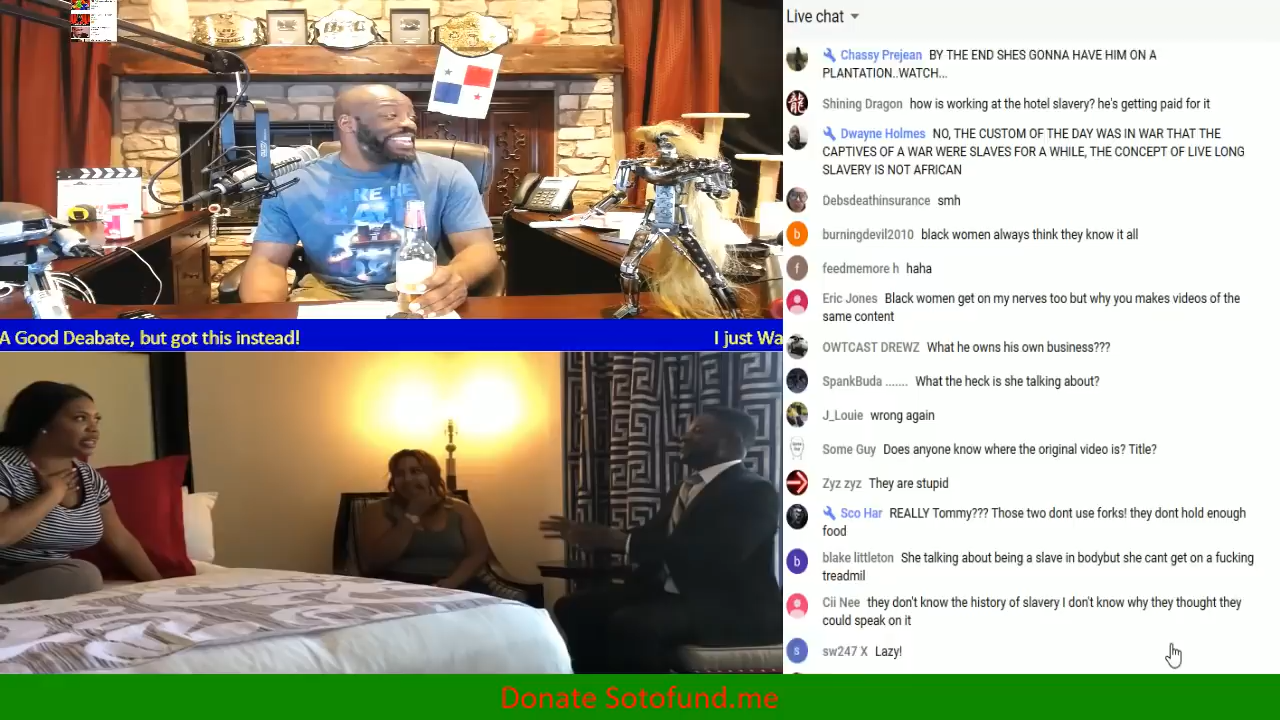 Live chat
Chassy Prejean BY THE END SHES GONNA HAVE HIM ON A
PLANTATION..WATCH...
Shining Dragon how is working at the hotel slavery? he's getting paid for it
Dwayne Holmes NO, THE CUSTOM OF THE DAY WAS IN WAR THAT THE
CAPTIVES OF A WAR WERE SLAVES FOR A WHILE, THE CONCEPT OF LIVE LONG
SLAVERY IS NOT AFRICAN
Debsdeathinsurance smh
b
burningdevil2010 black women always think they know it all
f
feedmemore h haha
Eric Jones Black women get on my nerves too but why you makes videos of the
same content
OWTCAST DREWZ What he owns his own business???
SpankBuda ....... What the heck is she talking about?
J_Louie wrong again
Some Guy Does anyone know where the original video is? Title?
Zyz zyz They are stupid
Sco Har REALLY Tommy??? Those two dont use forks! they dont hold enough
food
b
blake littleton She talking about being a slave in bodybut she cant get on a fucking
treadmil
Cii Nee they don't know the history of slavery I don't know why they thought they
could speak on it
s
sw247 X Lazy!
A Good Deabate, but got this instead!
I just Wa
Donate Sotofund.me